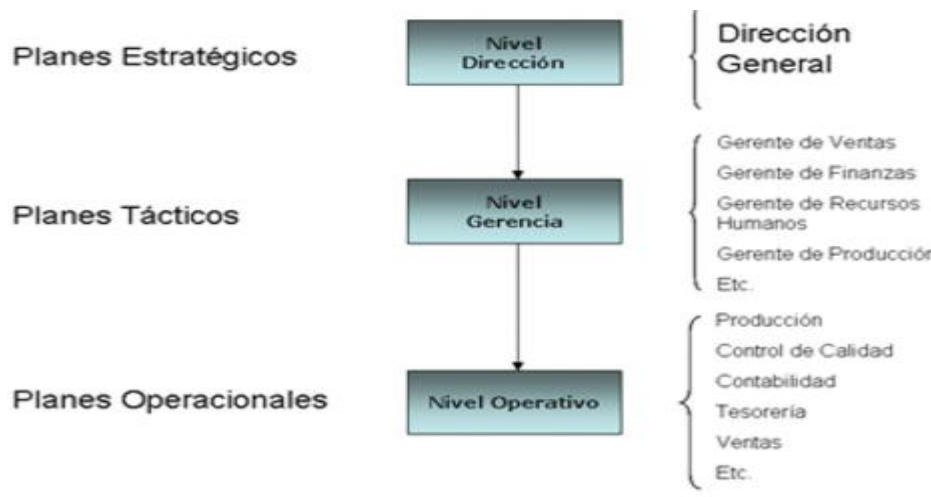 Planes Estratégicos
Nivel
Dirección
Dirección
General
Planes Tácticos
Nivel
Gerencia
Gerente de Ventas
Gerente de Finanzas
Gerente de Recursos
Humanos
Gerente de Producción
Etc.
Planes Operacionales
Nivel Operativo
Producción
Control de Calidad
Contabilidad
Tesorería
Ventas
Etc.